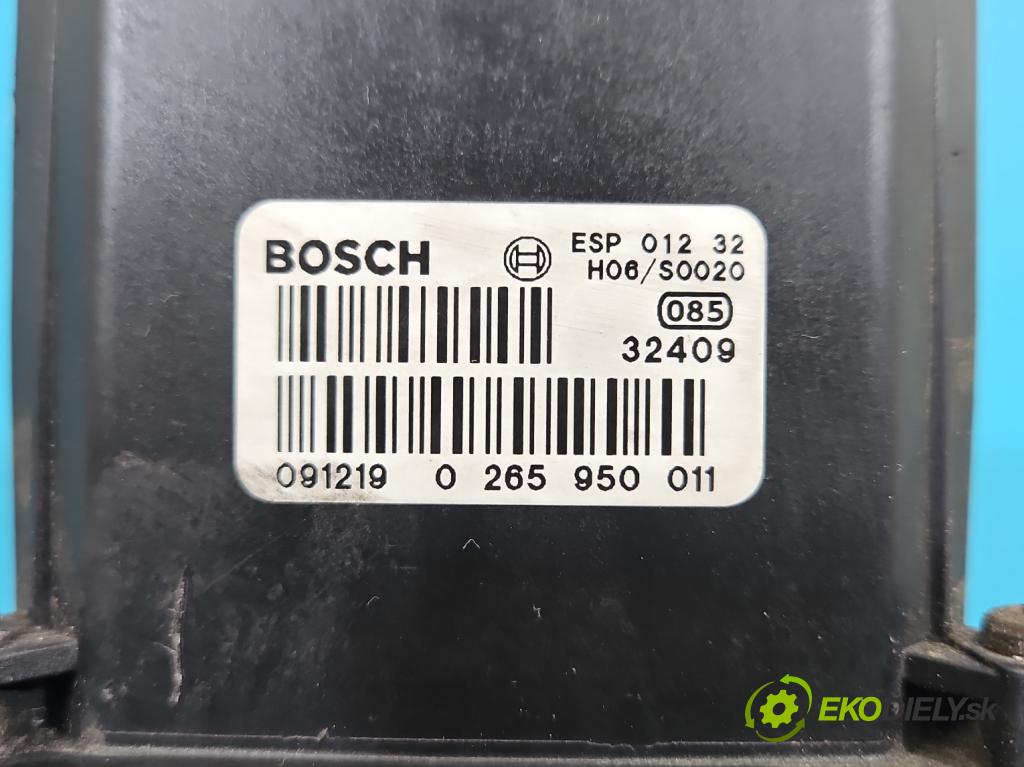 BOSCH
ESP 012 32
H06/S0020
085
32409
091219 0 265 950 011
EKODIELY.sk